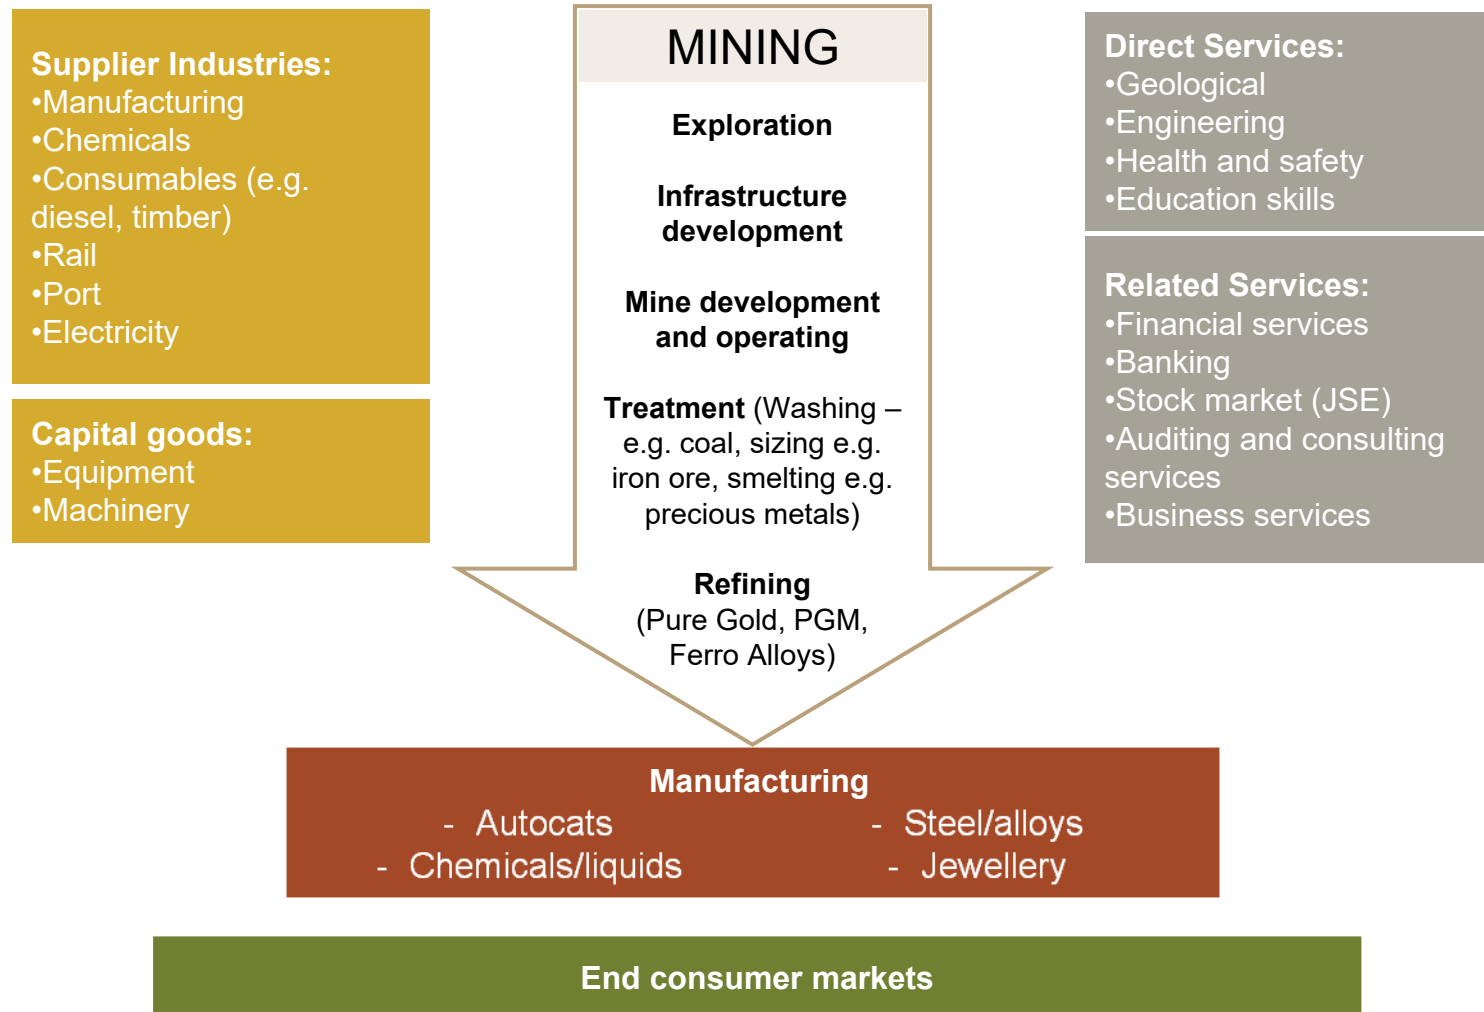 Supplier Industries:
•Manufacturing
•Chemicals
•Consumables (e.g.
diesel, timber)
•Rail
•Port
•Electricity
Capital goods:
•Equipment
•Machinery
MINING
Exploration
Infrastructure
development
Mine development
and operating
Treatment (Washing –
e.g. coal, sizing e.g.
iron ore, smelting e.g.
precious metals)
Refining
(Pure Gold, PGM,
Ferro Alloys)
Direct Services:
•Geological
•Engineering
•Health and safety
•Education skills
Related Services:
•Financial services
•Banking
•Stock market (JSE)
•Auditing and consulting
services
•Business services
Manufacturing
- Autocats
- Chemicals/liquids
- Steel/alloys
- Jewellery
End consumer markets